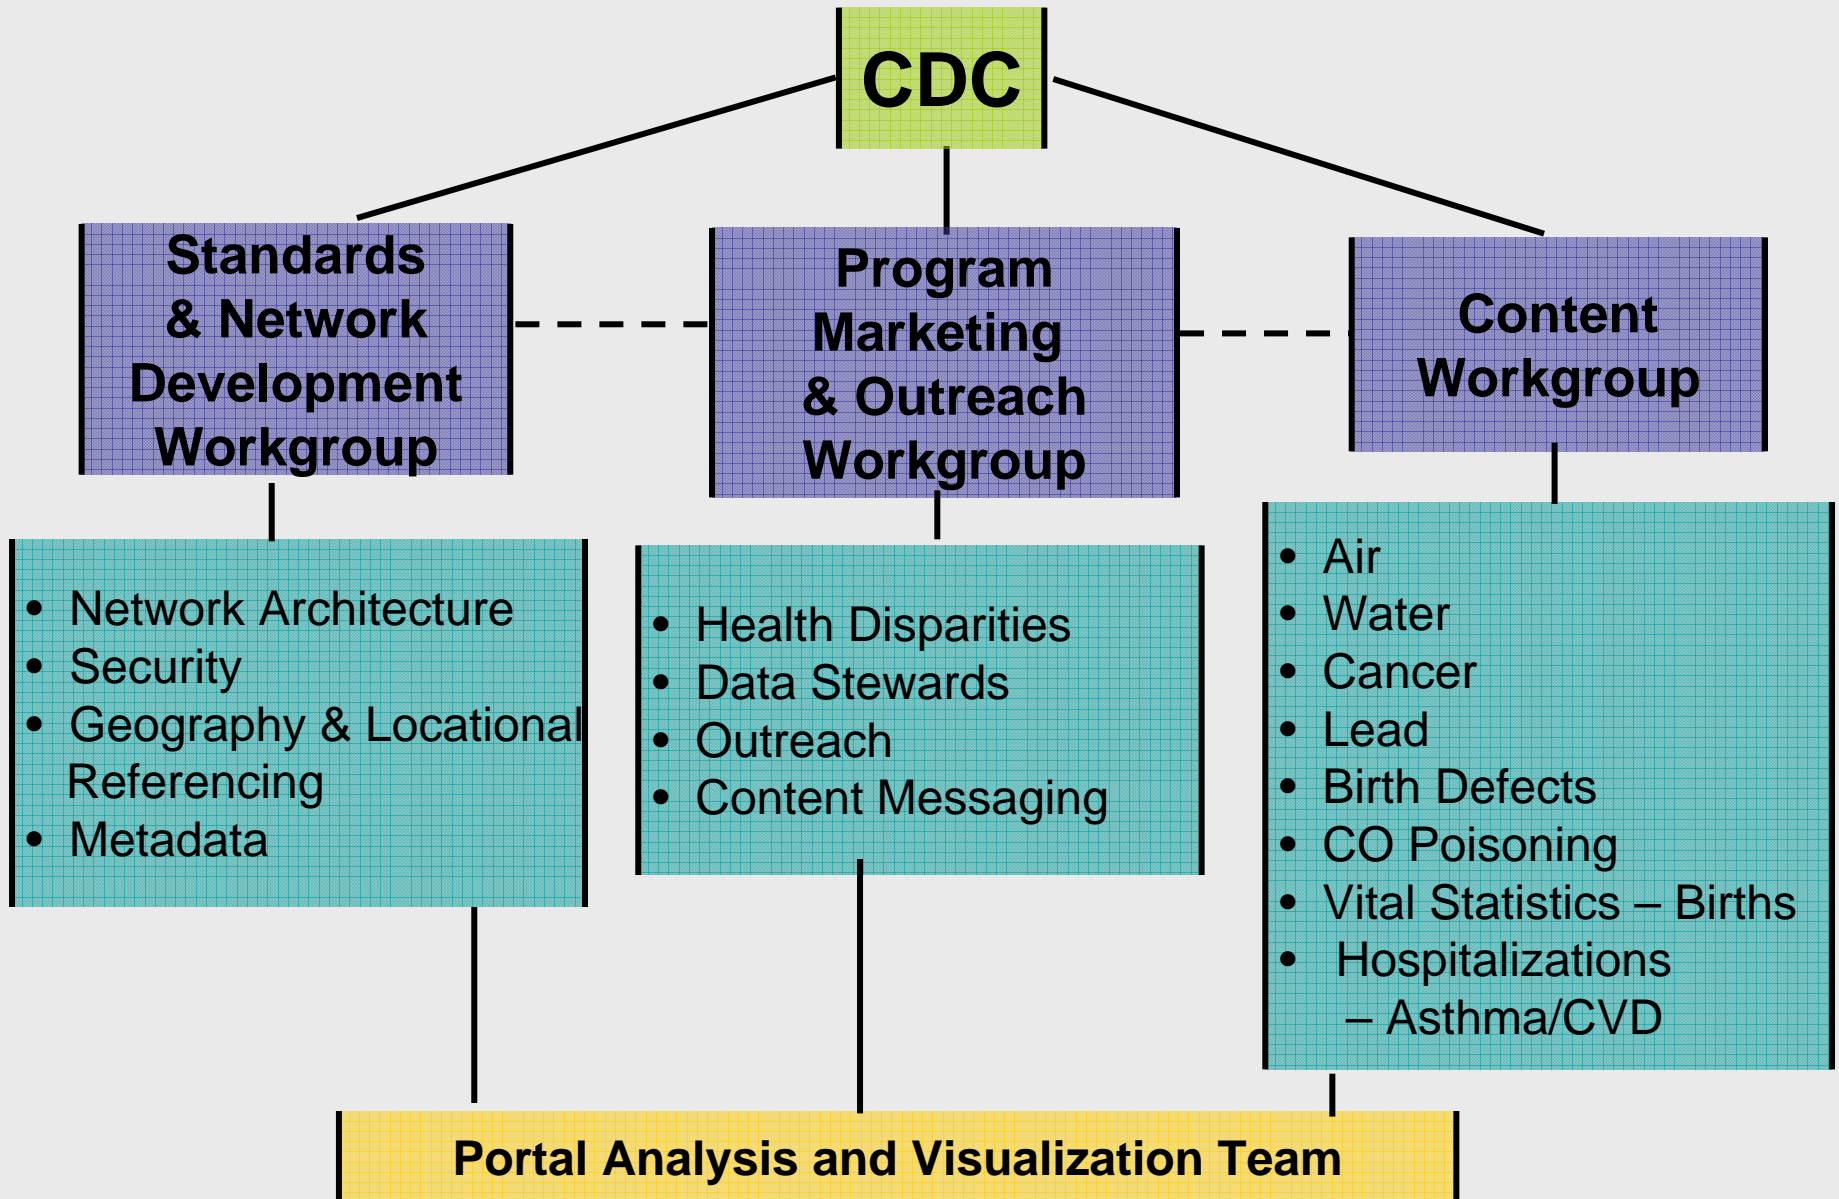 CDC
Standards
& Network
Development
Workgroup
Program
Marketing
& Outreach
Workgroup
Content
Workgroup
• Network Architecture
• Security
• Geography & Locational
Referencing
• Metadata
• Health Disparities
• Data Stewards
• Outreach
• Content Messaging
• Air
• Water
• Cancer
• Lead
• Birth Defects
• CO Poisoning
• Vital Statistics – Births
• Hospitalizations
– Asthma/CVD
Portal Analysis and Visualization Team